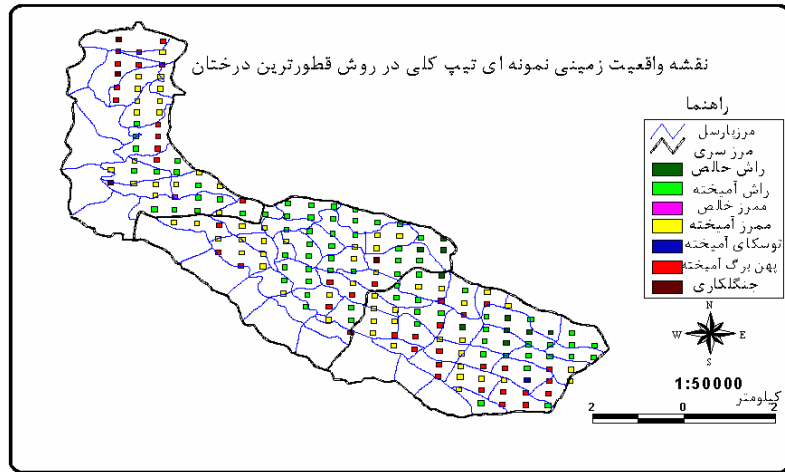 نقشه واقعیت زمینی نمونه ای تیپ کلی در روش قطورترین درختان
راهنما
مرزپارسل
مرز سری
راش خالص
راش آمیخته
ممرز خالص
ممرز آمیخته
توسکای آمیخته
پهن برگ آمیخته
جنگلکاری
N
W E
S
1:50000
کیلومتر
2 0 2